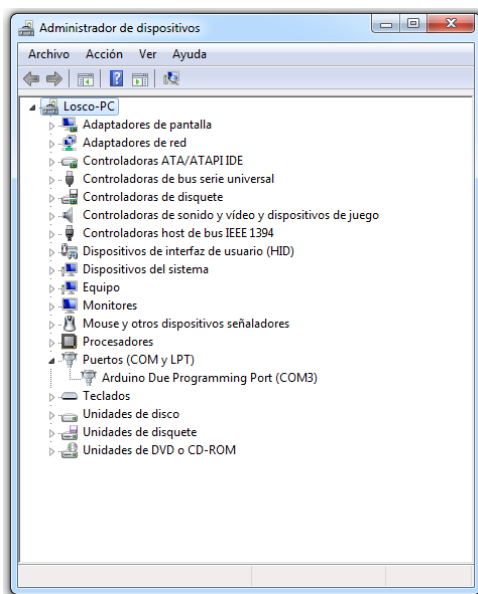 Administrador de dispositivos
Archivo Acción Ver Ayuda
Losco-PC
Adaptadores de pantalla
Adaptadores de red
Controladoras ATA/ATAPI IDE
Controladoras de bus serie universal
Controladoras de disquete
Controladoras de sonido y vídeo y dispositivos de juego
Controladoras host de bus IEEE 1394
Dispositivos de interfaz de usuario (HID)
Dispositivos del sistema
Equipo
Monitores
Mouse y otros dispositivos señaladores
Procesadores
Puertos (COM y LPT)
Arduino Due Programming Port (COM3)
Teclados
Unidades de disco
Unidades de disquete
Unidades de DVD o CD-ROM